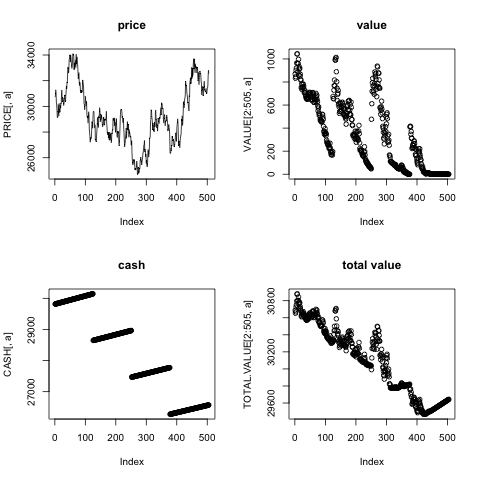 price
PRICE[, a]
26000 30000 34000
0 100 200 300 400 500
Index
value
VALUE[2:505, a]
0 200 600 1000
0 100 200 300 400 500
Index
cash
CASH[, a]
27000 29000
0 100 200 300 400 500
Index
total value
TOTAL.VALUE[2:505, a]
29600 30200 30800
0 100 200 300 400 500
Index